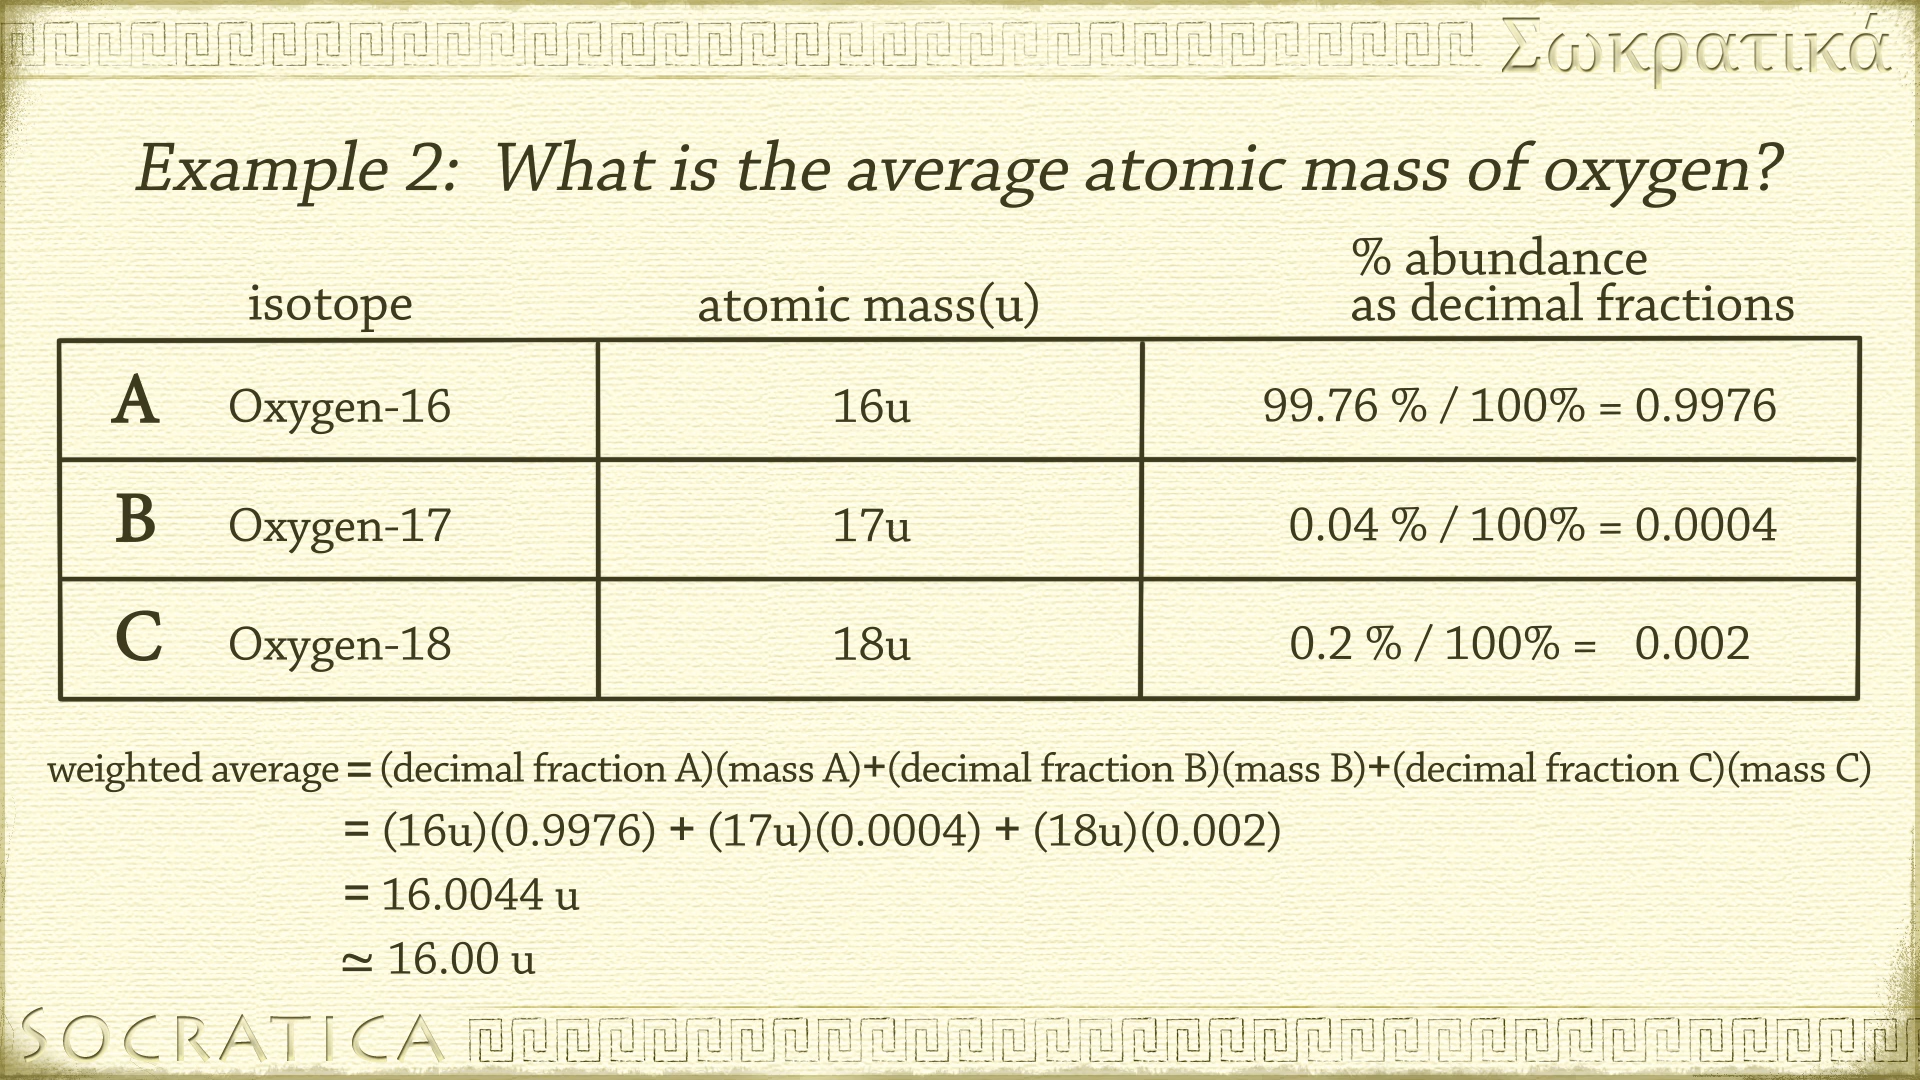 Σωκρατικά
Example 2: What is the average atomic mass of oxygen?
isotope atomic mass(u) % abundance as decimal fractions
A Oxygen-16 16u 99.76 % / 100% = 0.9976
B Oxygen-17 17u 0.04 % / 100% = 0.0004
C Oxygen-18 18u 0.2 % / 100% = 0.002
weighted average = (decimal fraction A)(mass A)+(decimal fraction B)(mass B)+(decimal fraction C)(mass C)
= (16u)(0.9976) + (17u)(0.0004) + (18u)(0.002)
= 16.0044 u
≃ 16.00 u
SOCRATICA